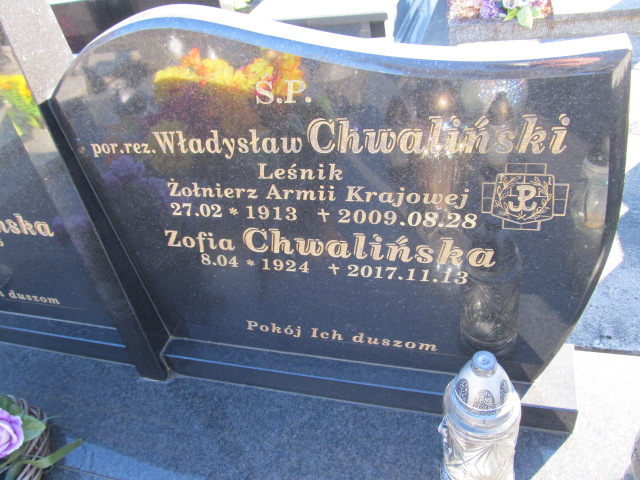 Ś.P.
por.rez. Władysław Chwaliński
Leśnik
Żołnierz Armii Krajowej
27.02 * 1913 † 2009.08.28
Zofia Chwalińska
8.04 * 1924 † 2017.11.13
Pokój Ich duszom
duszom